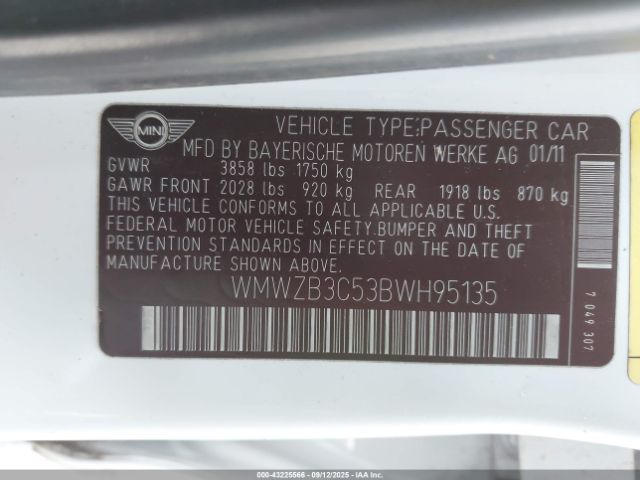 MINI
VEHICLE TYPE:PASSENGER CAR
MFD BY BAYERISCHE MOTOREN WERKE AG 01/11
GVWR 3858 lbs 1750 kg
GAWR FRONT 2028 lbs 920 kg REAR 1918 lbs 870 kg
THIS VEHICLE CONFORMS TO ALL APPLICABLE U.S.
FEDERAL MOTOR VEHICLE SAFETY.BUMPER AND THEFT
PREVENTION STANDARDS IN EFFECT ON THE DATE OF
MANUFACTURE SHOWN ABOVE.
WMWZB3C53BWH95135
7 049 307
000-43225566 - 09/12/2025 - IAAI.COM